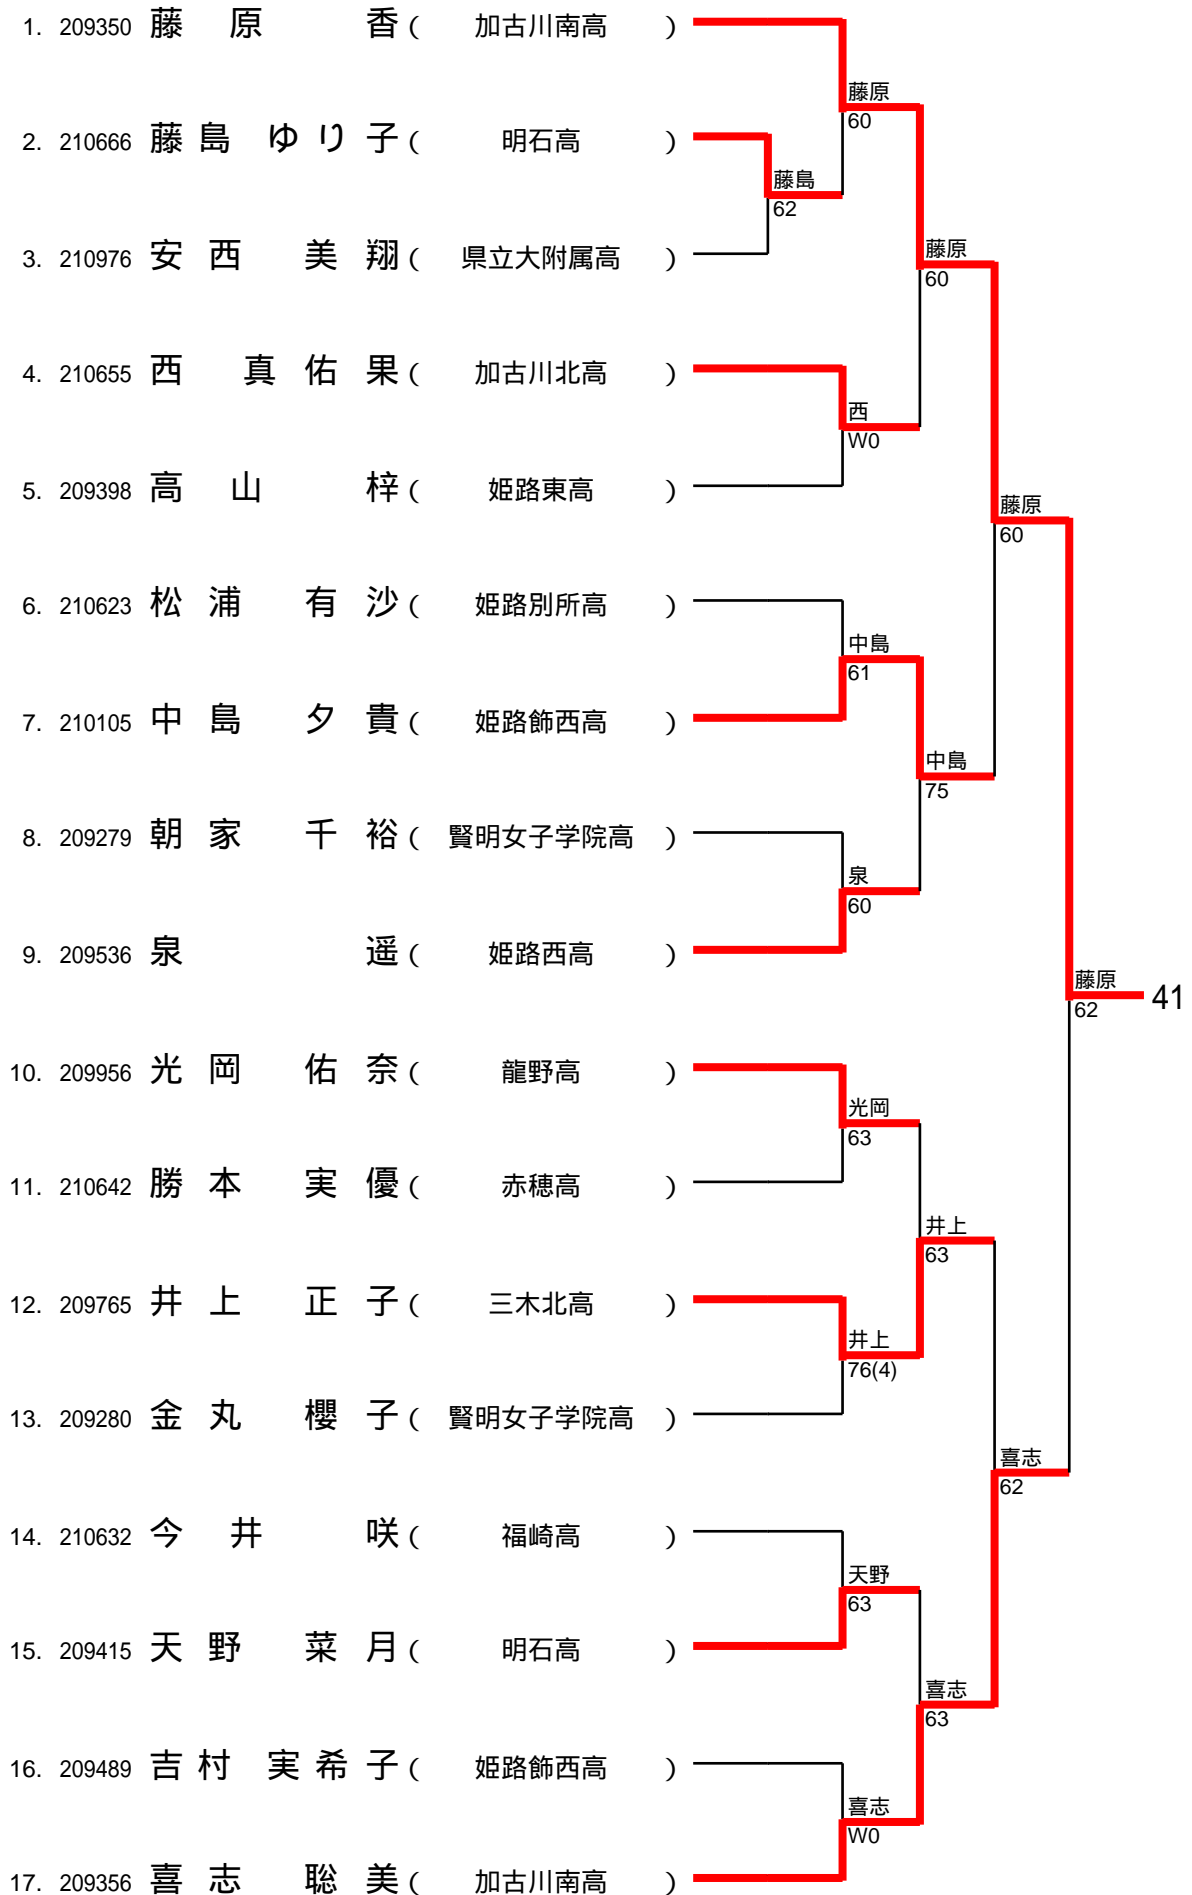 1. 209350 藤原 香 ( 加古川南高 )
藤原
60
2. 210666 藤島 ゆり子 ( 明石高 )
藤島
62
3. 210976 安西 美翔 ( 県立大附属高 )
藤原
60
4. 210655 西 真佑果 ( 加古川北高 )
西
W0
5. 209398 高山 梓 ( 姫路東高 )
藤原
60
6. 210623 松浦 有沙 ( 姫路別所高 )
中島
61
7. 210105 中島 夕貴 ( 姫路飾西高 )
中島
75
8. 209279 朝家 千裕 ( 賢明女子学院高 )
泉
60
9. 209536 泉 遥 ( 姫路西高 )
藤原
62
41
10. 209956 光岡 佑奈 ( 龍野高 )
光岡
63
11. 210642 勝本 実優 ( 赤穂高 )
井上
63
12. 209765 井上 正子 ( 三木北高 )
井上
76(4)
13. 209280 金丸 櫻子 ( 賢明女子学院高 )
喜志
62
14. 210632 今井 咲 ( 福崎高 )
天野
63
15. 209415 天野 菜月 ( 明石高 )
喜志
63
16. 209489 吉村 実希子 ( 姫路飾西高 )
喜志
W0
17. 209356 喜志 聡美 ( 加古川南高 )